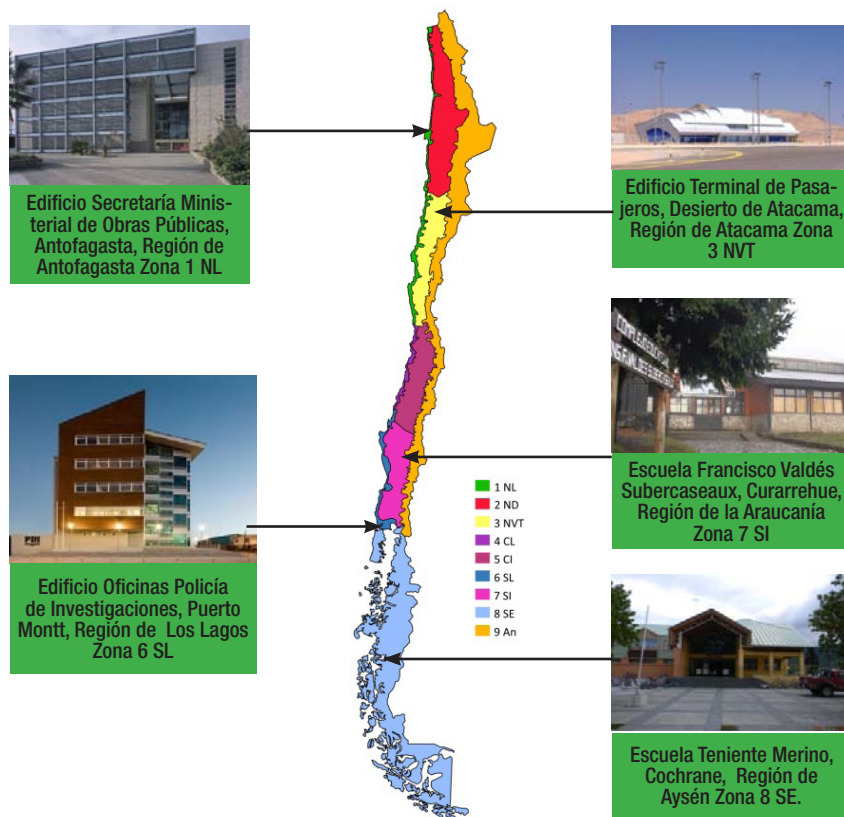 Edificio Secretaría Minis-
terial de Obras Públicas,
Antofagasta, Región de
Antofagasta Zona 1 NL
Edificio Terminal de Pasa-
jeros, Desierto de Atacama,
Región de Atacama Zona
3 NVT
PDI
Edificio Oficinas Policía
de Investigaciones, Puerto
Montt, Región de Los Lagos
Zona 6 SL
Escuela Francisco Valdés
Subercaseaux, Curarrehue,
Región de la Araucanía
Zona 7 SI
1 NL
2 ND
3 NVT
4 CL
5 CI
6 SL
7 SI
8 SE
9 An
Escuela Teniente Merino,
Cochrane, Región de
Aysén Zona 8 SE.